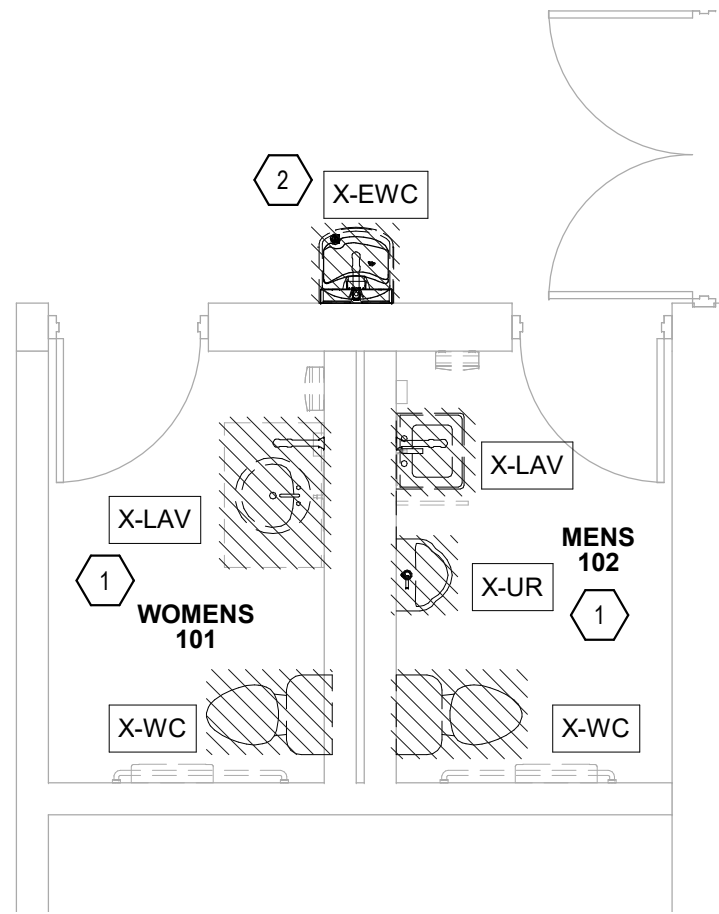 2
X-EWC
X-LAV
X-LAV
MENS
102
1
X-UR
1
WOMENS
101
X-WC
X-WC